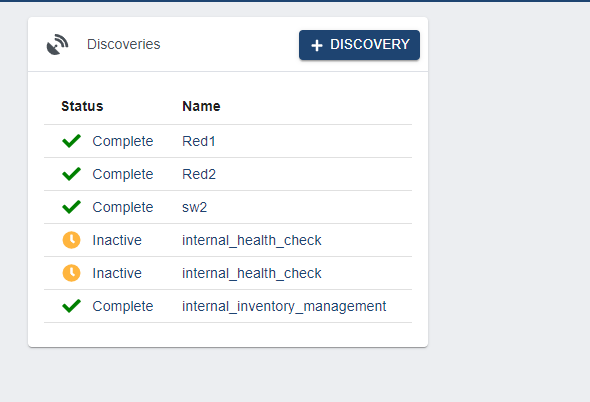 Discoveries
DISCOVERY
Status Name
Complete Red1
Complete Red2
Complete sw2
Inactive internal_health_check
Inactive internal_health_check
Complete internal_inventory_management